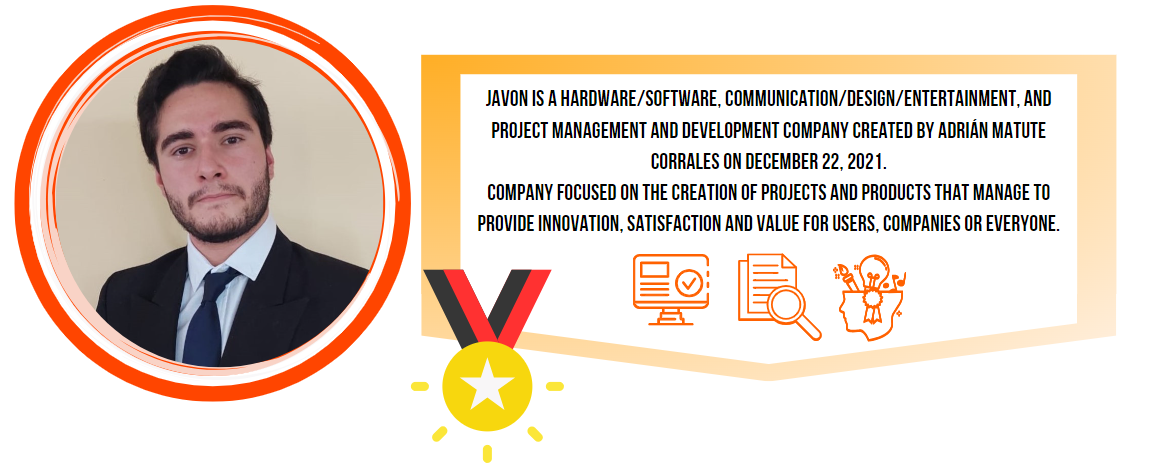 JAVON IS A HARDWARE/SOFTWARE, COMMUNICATION/DESIGN/ENTERTAINMENT, AND
PROJECT MANAGEMENT AND DEVELOPMENT COMPANY CREATED BY ADRIÁN MATUTE
CORRALES ON DECEMBER 22, 2021.
COMPANY FOCUSED ON THE CREATION OF PROJECTS AND PRODUCTS THAT MANAGE TO
PROVIDE INNOVATION, SATISFACTION AND VALUE FOR USERS, COMPANIES OR EVERYONE.